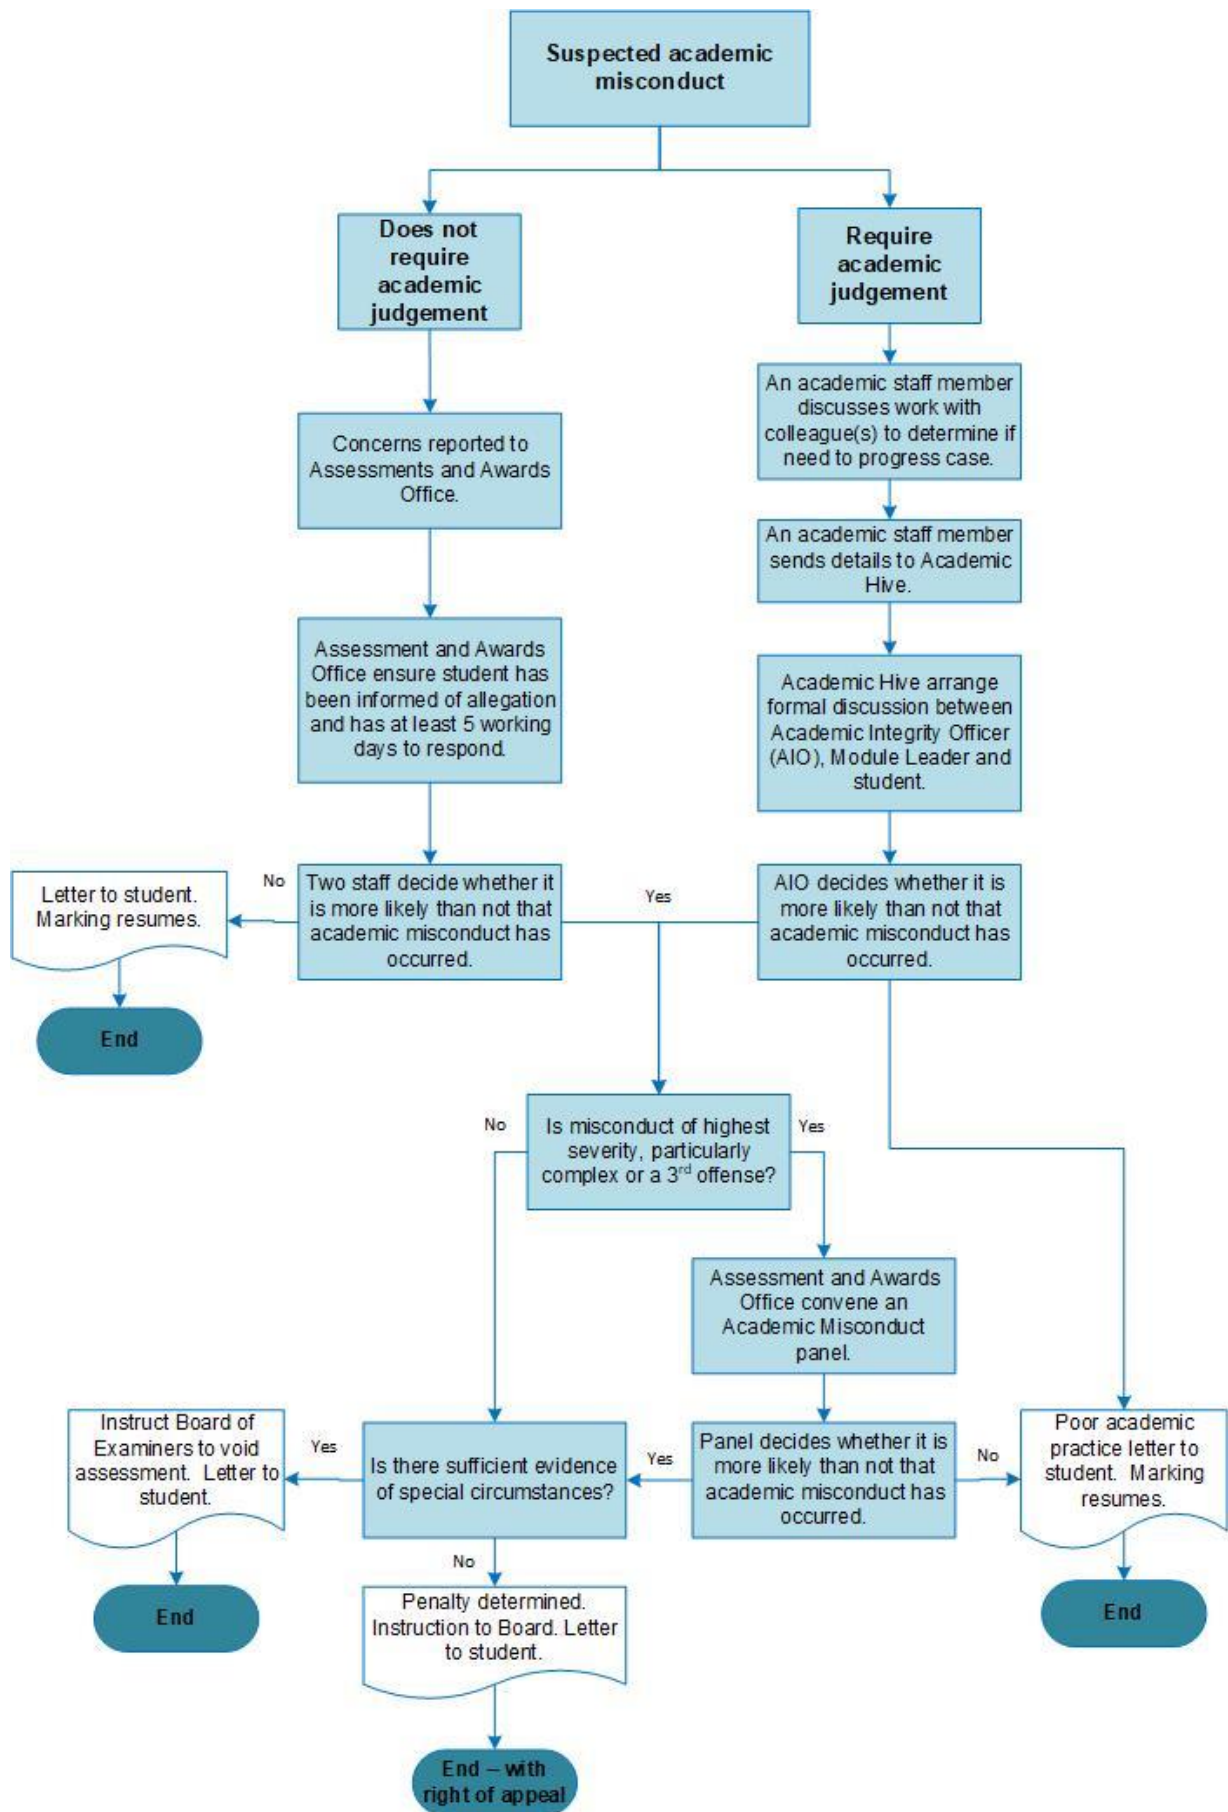 Suspected academic
misconduct
Does not
require
academic
judgement
Require
academic
judgement
An academic staff member
discusses work with
colleague(s) to determine if
need to progress case.
Concerns reported to
Assessments and Awards
Office.
An academic staff member
sends details to Academic
Hive.
Assessment and Awards
Office ensure student has
been informed of allegation
and has at least 5 working
days to respond.
Academic Hive arrange
formal discussion between
Academic Integrity Officer
(AIO), Module Leader and
student.
Letter to student.
Marking resumes.
No
Two staff decide whether it
is more likely than not that
academic misconduct has
occurred.
Yes
AIO decides whether it is
more likely than not that
academic misconduct has
occurred.
End
No
Is misconduct of highest
severity, particularly
complex or a 3rd offense?
Yes
Assessment and Awards
Office convene an
Academic Misconduct
panel.
Instruct Board of
Examiners to void
assessment. Letter to
student.
Yes
Is there sufficient evidence
of special circumstances?
Yes
Panel decides whether it is
more likely than not that
academic misconduct has
occurred.
No
Poor academic
practice letter to
student. Marking
resumes.
No
End
Penalty determined.
Instruction to Board. Letter
to student.
End
End – with
right of appeal